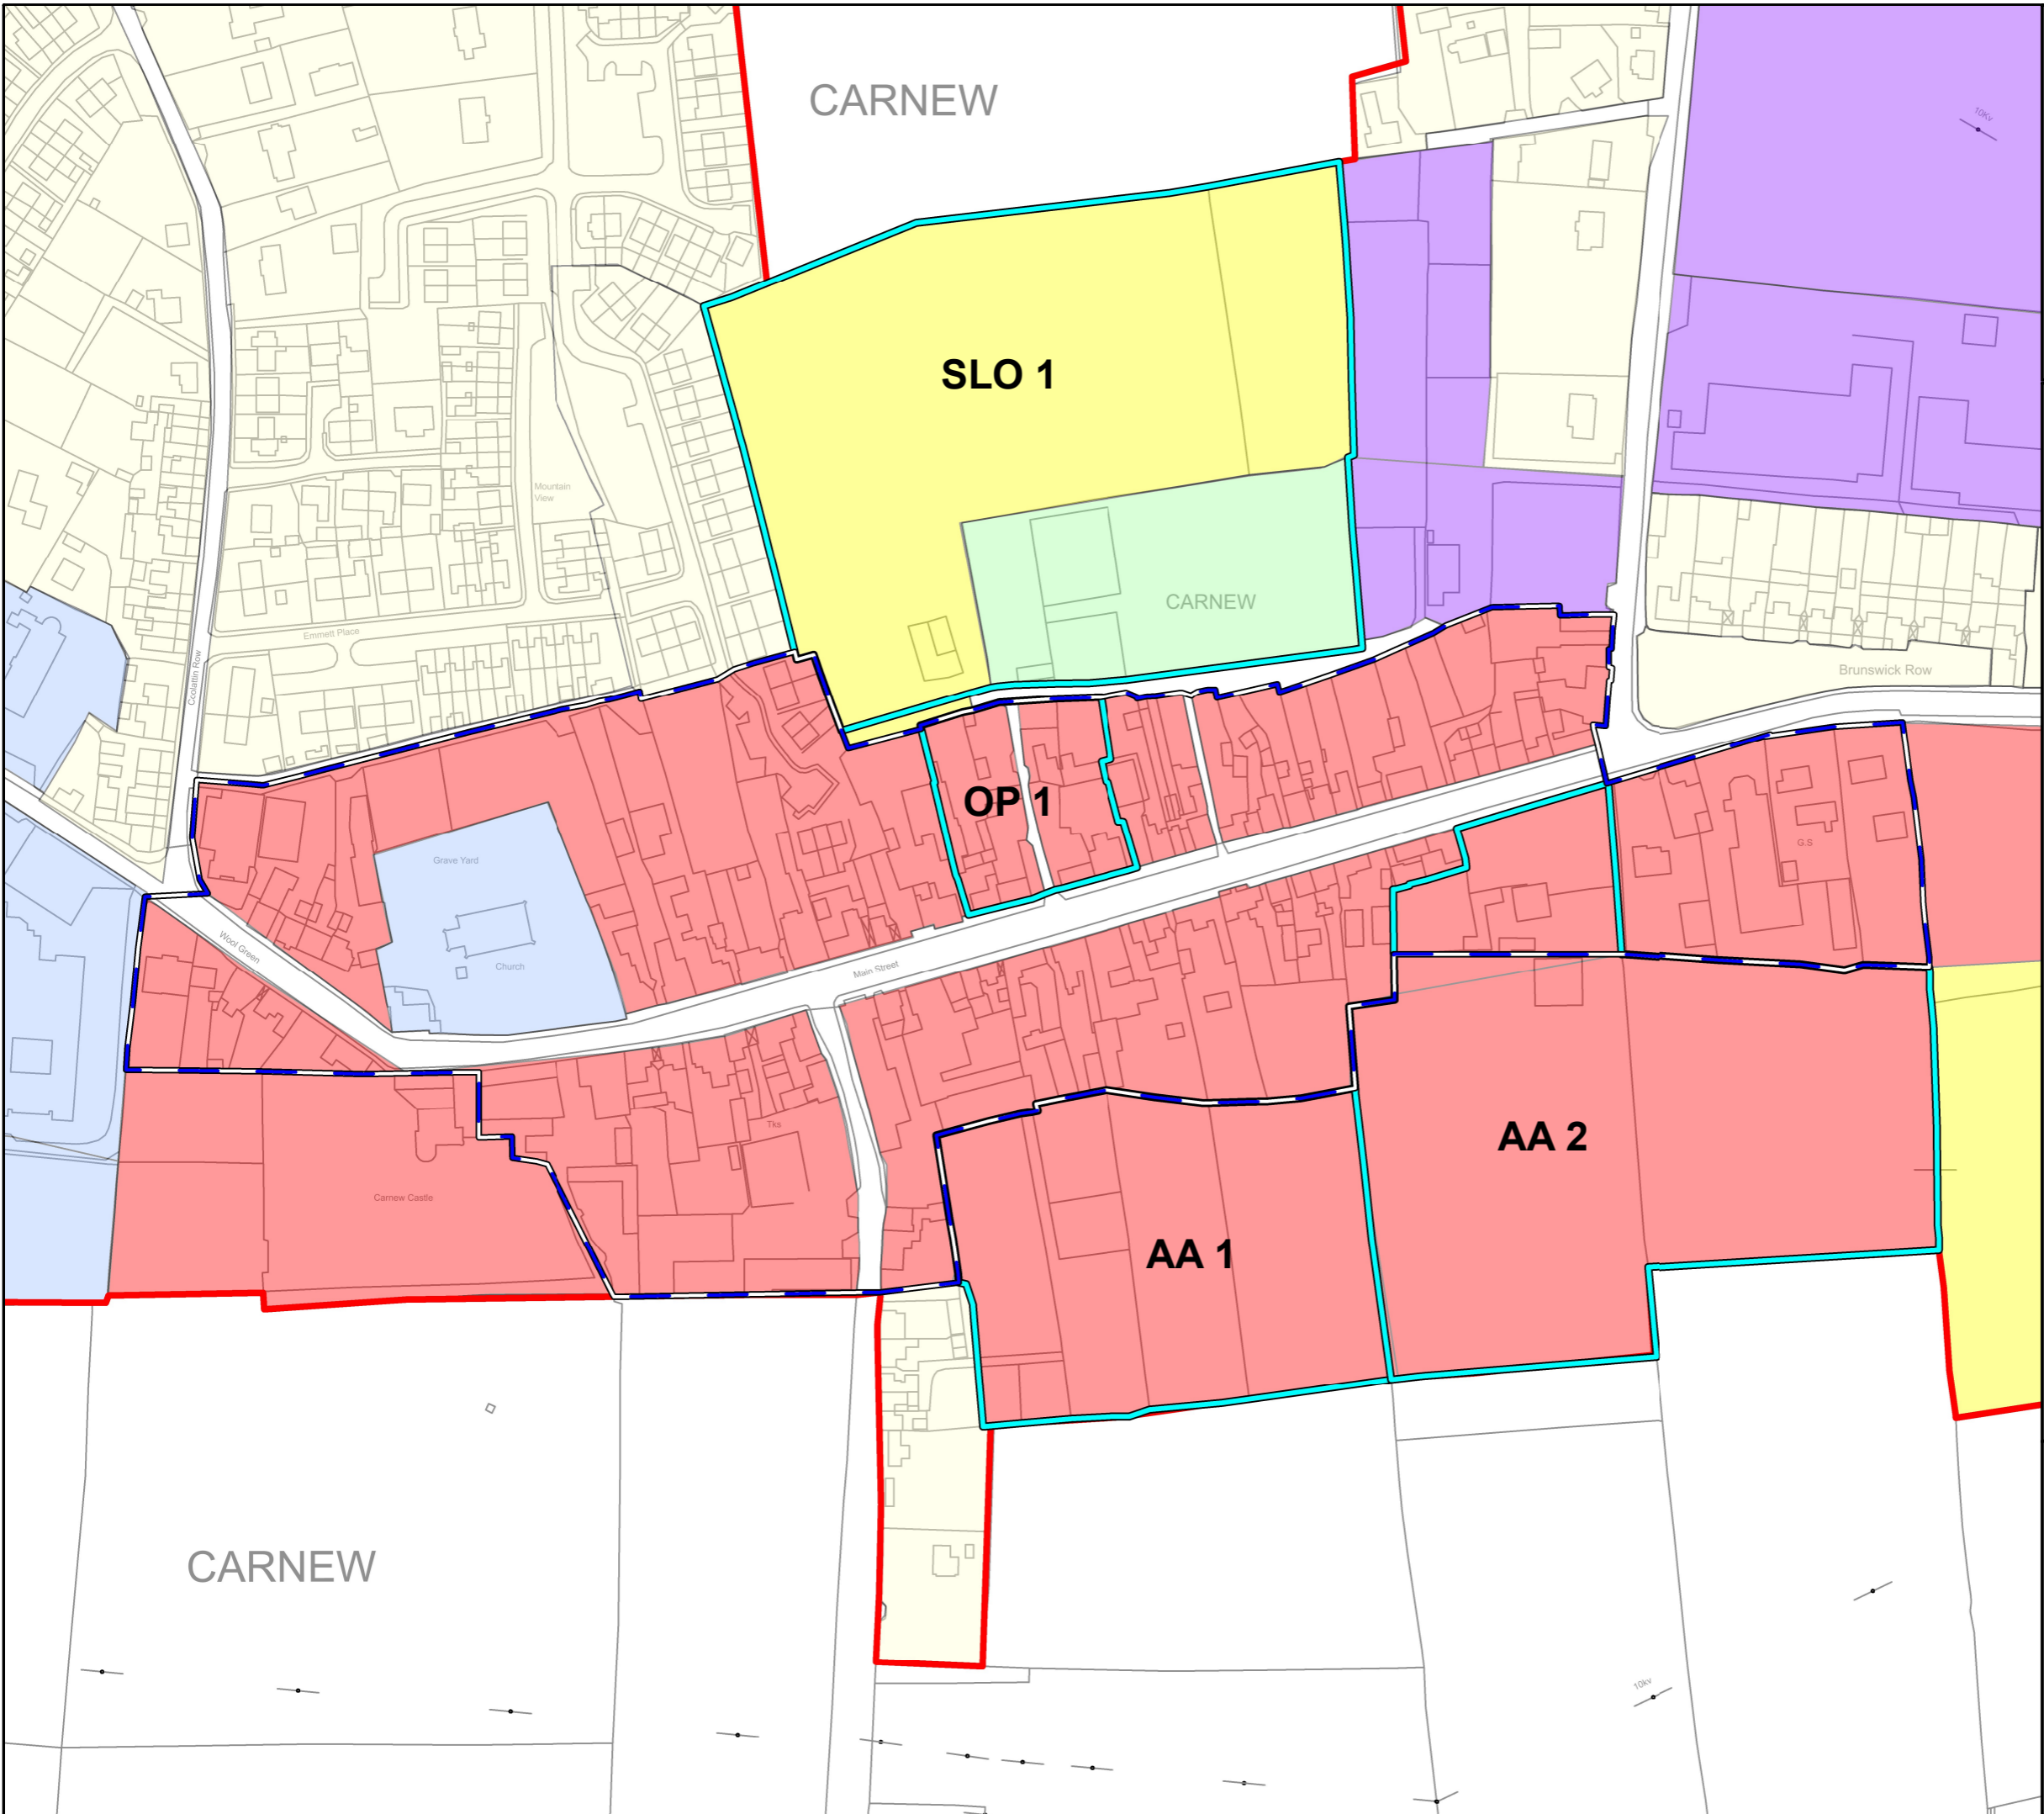 CARNEW
10Kv
SLO 1
Mountain
View
CARNEW
Emmett Place
Coolattin Row
Brunswick Row
OP 1
G.S
Grave Yard
Wool Green
Church
Main Street
Tks
AA 2
Carnew Castle
AA 1
CARNEW
10kv